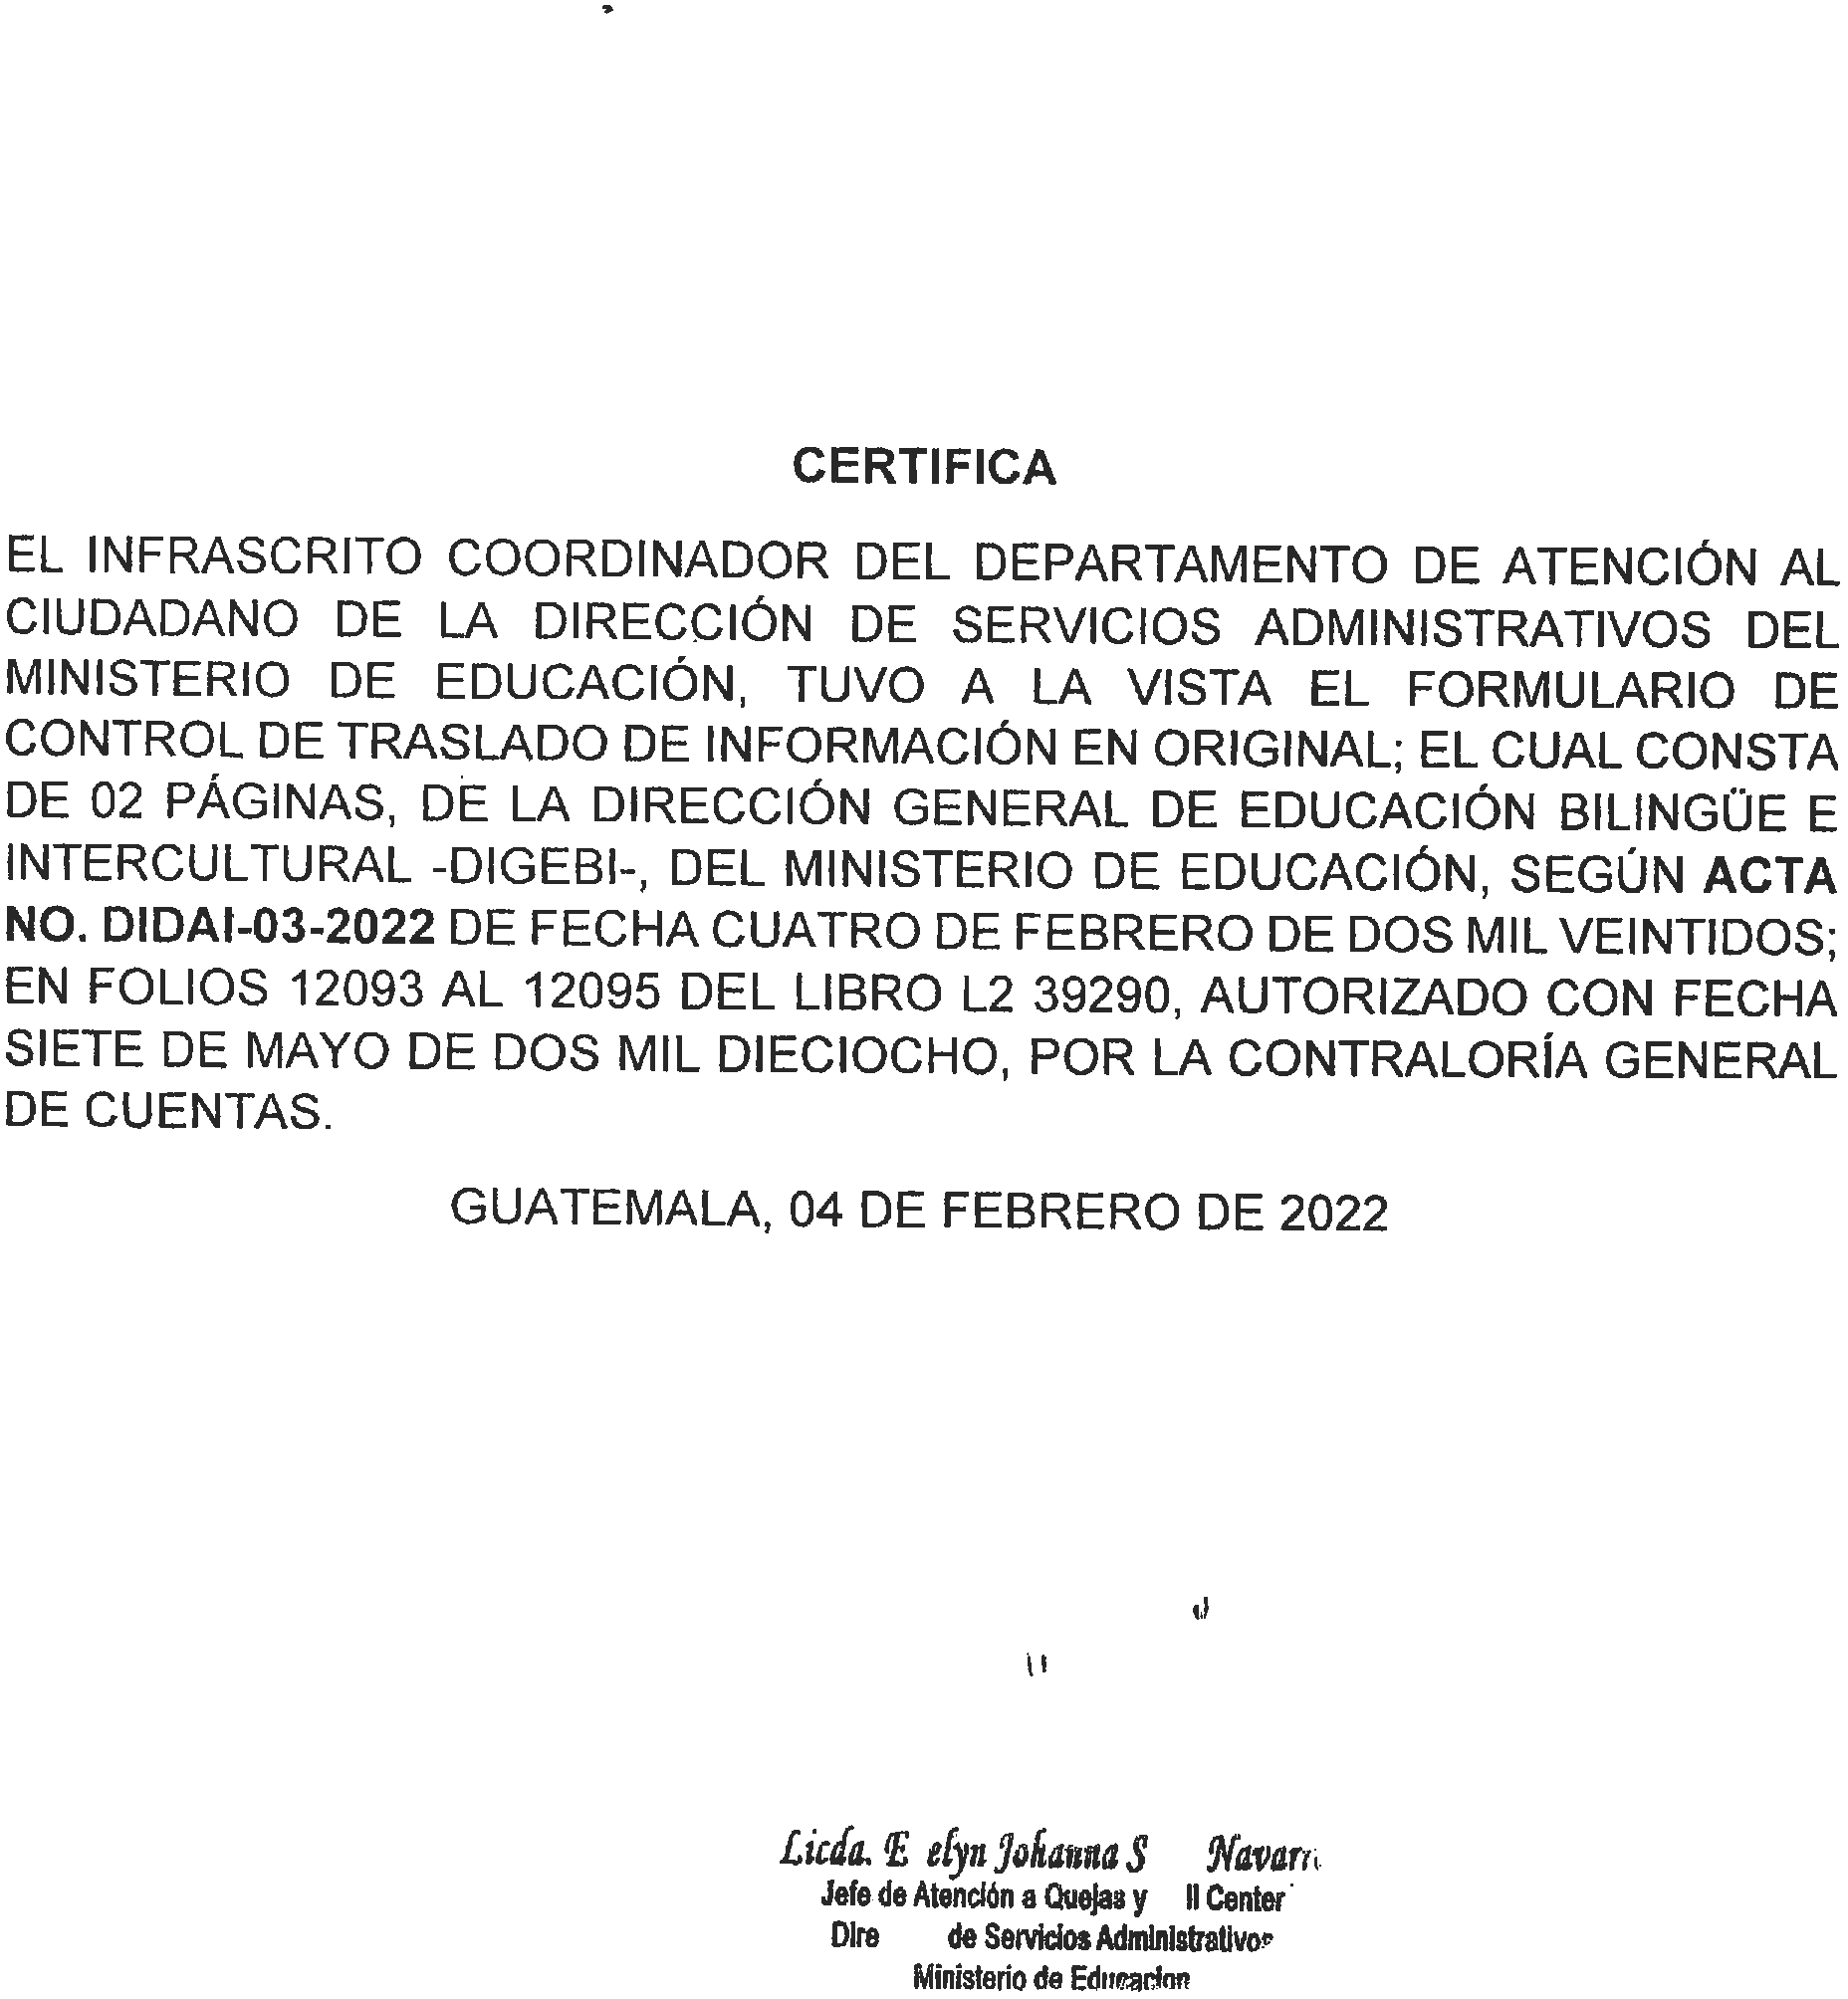 CERTIFICA
EL INFRASCRITO COORDINADOR DEL DEPARTAMENTO DE ATENCIÓN AL
CIUDADANO DE LA DIRECCIÓN DE SERVICIOS ADMINISTRATIVOS DEL
MINISTERIO DE EDUCACIÓN, TUVO A LA VISTA EL FORMULARIO DE
CONTROL DE TRASLADO DE INFORMACIÓN EN ORIGINAL; EL CUAL CONSTA
DE 02 PÁGINAS, DE LA DIRECCIÓN GENERAL DE EDUCACIÓN BILINGÜE E
INTERCULTURAL -DIGEBI-, DEL MINISTERIO DE EDUCACIÓN, SEGÚN ACTA
NO. DIDAI-03-2022 DE FECHA CUATRO DE FEBRERO DE DOS MIL VEINTIDOS;
EN FOLIOS 12093 AL 12095 DEL LIBRO L2 39290, AUTORIZADO CON FECHA
SIETE DE MAYO DE DOS MIL DIECIOCHO, POR LA CONTRALORÍA GENERAL
DE CUENTAS.
GUATEMALA, 04 DE FEBRERO DE 2022
Licda. Johanna
Jefe de Atención a Quejas y Center
de Servicios Administrativos
Ministerio de Educacion